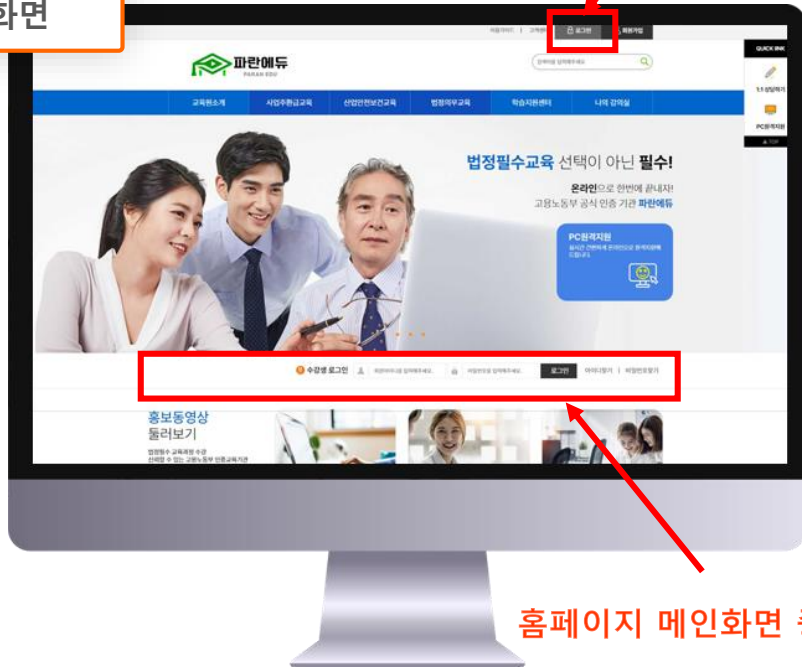 화면
로그인
회원가입
파란에듀
PARAN EDU
QUICK LINK
1:1 상담하기
PC원격지원
▲ TOP
교육원소개 사업주환급교육 산업안전보건교육 법정의무교육 학습지원센터 나의 강의실
법정필수교육 선택이 아닌 필수!
온라인으로 한번에 끝내자!
고용노동부 공식 인증 기관 파란에듀
PC원격지원
수강생 로그인 로그인 아이디찾기 | 비밀번호찾기
홍보동영상
둘러보기
홈페이지 메인화면